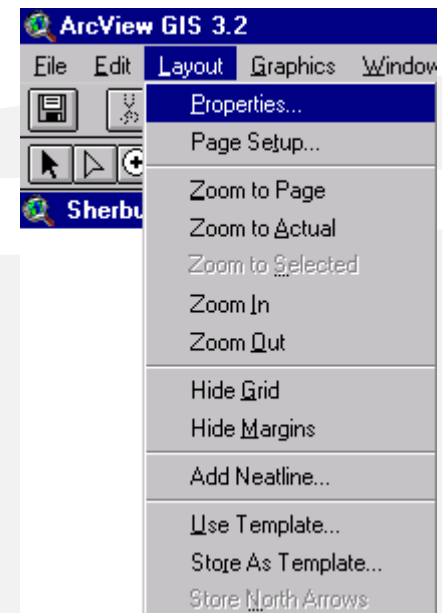 ArcView GIS 3.2
File Edit Layout Graphics Window
Properties...
Page Setup...
Sherbu
Zoom to Page
Zoom to Actual
Zoom to Selected
Zoom In
Zoom Out
Hide Grid
Hide Margins
Add Neatline...
Use Template...
Store As Template...
Store North Arrows